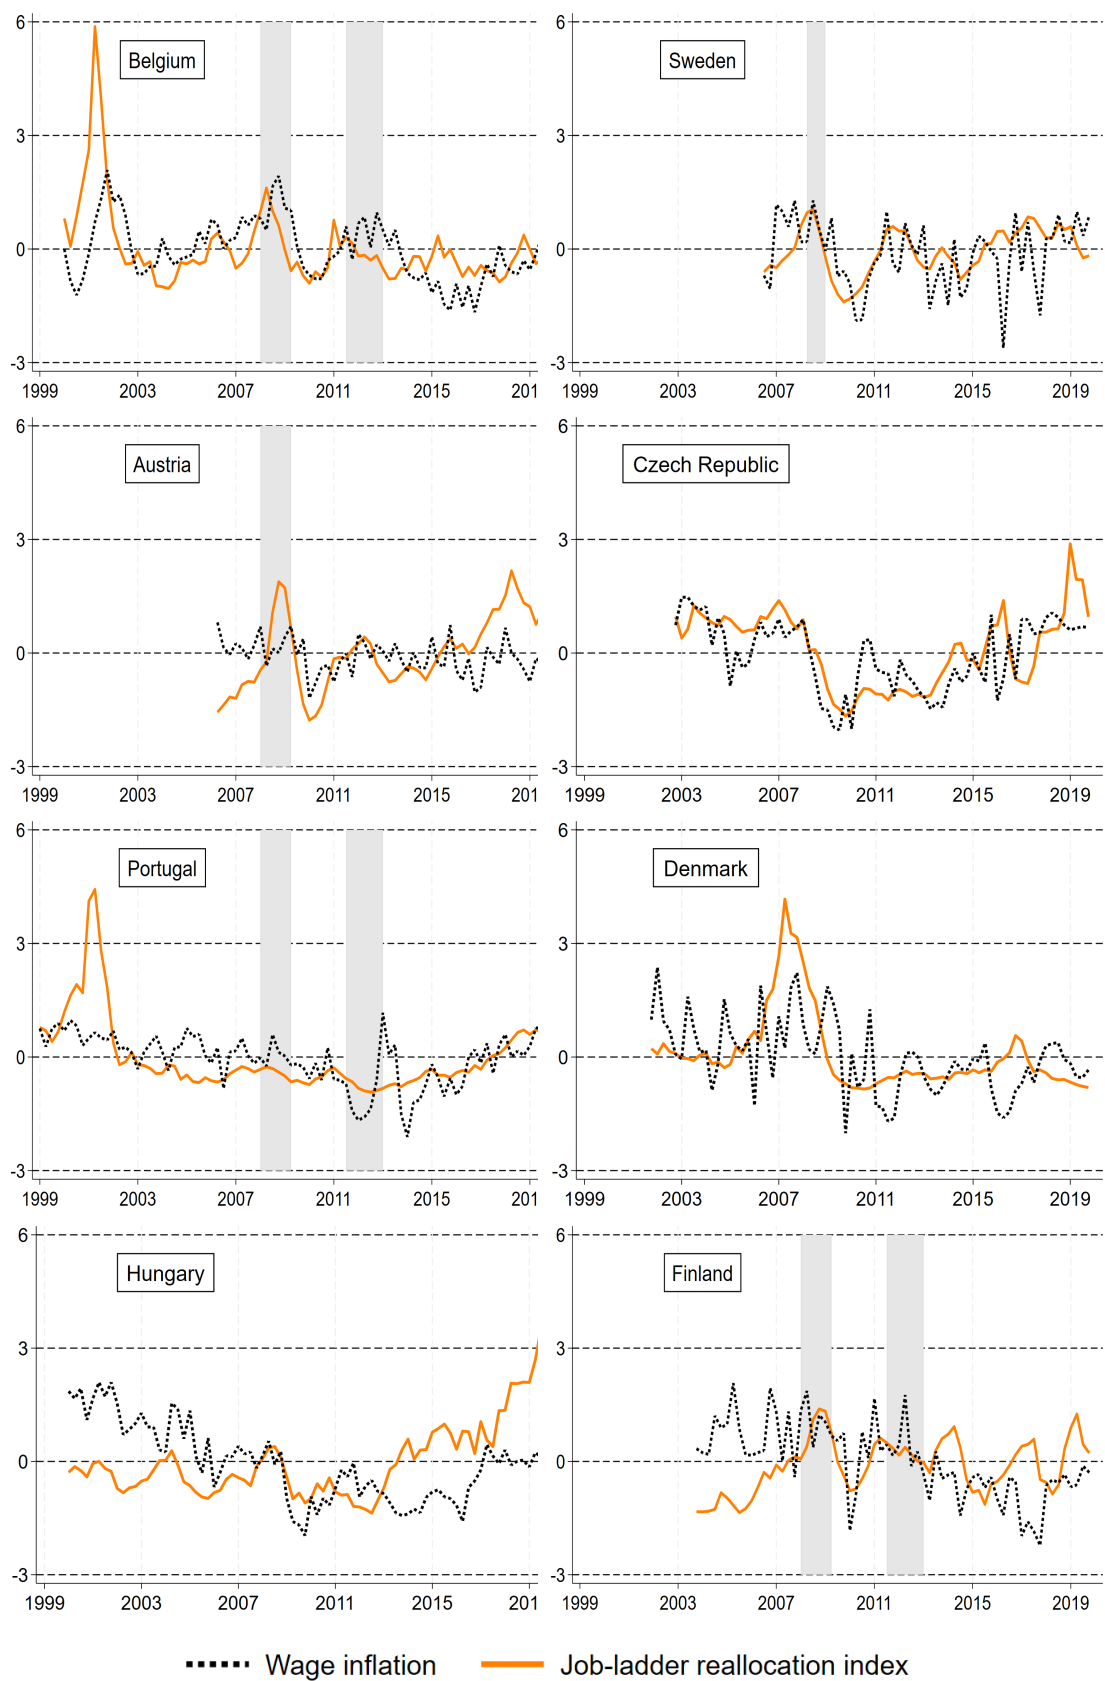 6
3
0
-3
Belgium
1999 2003 2007 2011 2015 201
6
3
0
-3
Sweden
1999 2003 2007 2011 2015 2019
6
3
0
-3
Austria
1999 2003 2007 2011 2015 201
6
3
0
-3
Czech Republic
1999 2003 2007 2011 2015 2019
6
3
0
-3
Portugal
1999 2003 2007 2011 2015 201
6
3
0
-3
Denmark
1999 2003 2007 2011 2015 2019
6
3
0
-3
Hungary
1999 2003 2007 2011 2015 201
6
3
0
-3
Finland
1999 2003 2007 2011 2015 2019
Wage inflation Job-ladder reallocation index